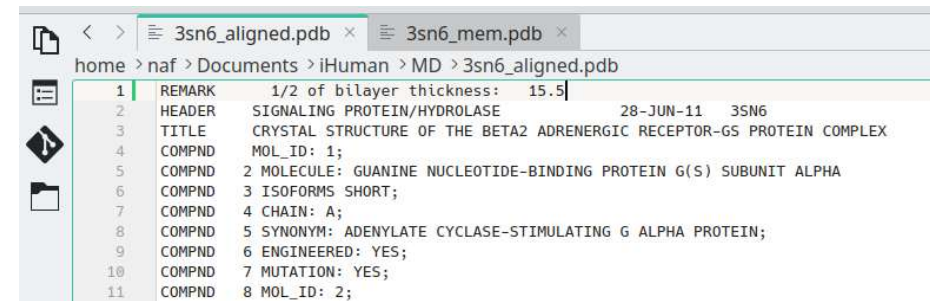 3sn6_aligned.pdb × 3sn6_mem.pdb ×
home > naf > Documents > iHuman > MD > 3sn6_aligned.pdb
1 REMARK 1/2 of bilayer thickness: 15.5
2 HEADER SIGNALING PROTEIN/HYDROLASE 28-JUN-11 3SN6
3 TITLE CRYSTAL STRUCTURE OF THE BETA2 ADRENERGIC RECEPTOR-GS PROTEIN COMPLEX
4 COMPND MOL_ID: 1;
5 COMPND 2 MOLECULE: GUANINE NUCLEOTIDE-BINDING PROTEIN G(S) SUBUNIT ALPHA
6 COMPND 3 ISOFORMS SHORT;
7 COMPND 4 CHAIN: A;
8 COMPND 5 SYNONYM: ADENYLATE CYCLASE-STIMULATING G ALPHA PROTEIN;
9 COMPND 6 ENGINEERED: YES;
10 COMPND 7 MUTATION: YES;
11 COMPND 8 MOL_ID: 2;